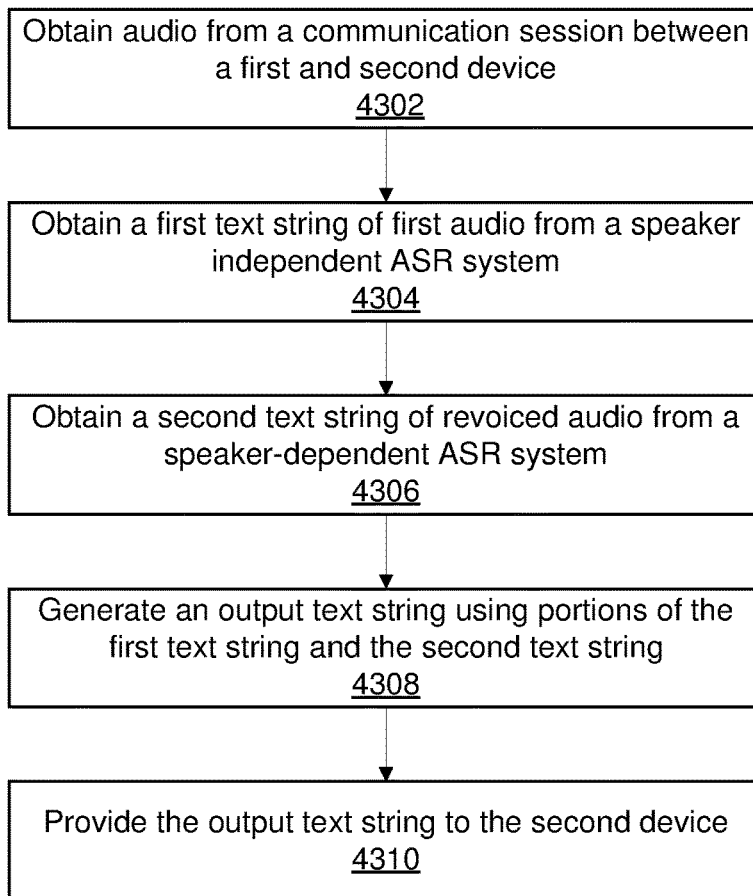 Obtain audio from a communication session between
a first and second device
4302
Obtain a first text string of first audio from a speaker
independent ASR system
4304
Obtain a second text string of revoiced audio from a
speaker-dependent ASR system
4306
Generate an output text string using portions of the
first text string and the second text string
4308
Provide the output text string to the second device
4310